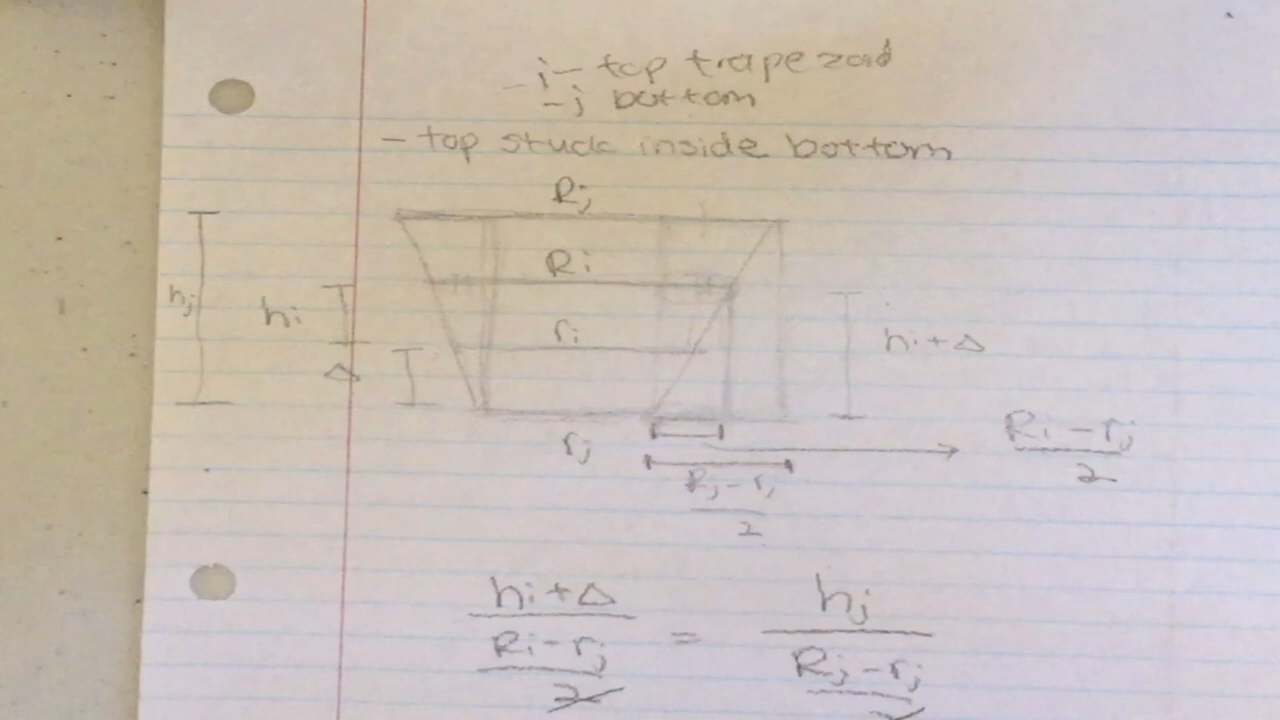 - i - top trapezoid
- j bottom
- top stuck inside bottom
Rj
Ri
hj
hi
ri
hi + Δ
Δ
rj
Ri - rj
2
Rj - rj
2
hi + Δ = hj
Ri - rj Rj - rj
2 2